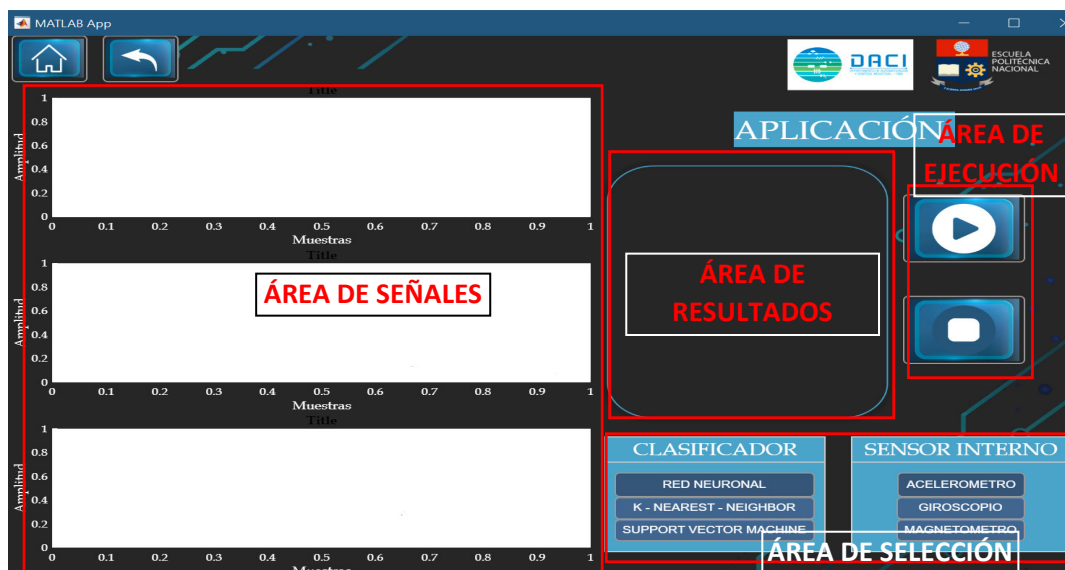 MATLAB App
DACI
ESCUELA
POLITÉCNICA
NACIONAL
Title
1
0.8
0.6
0.4
0.2
0
Amplitud
0 0.1 0.2 0.3 0.4 0.5 0.6 0.7 0.8 0.9 1
Muestras
Title
1
0.8
0.6
0.4
0.2
0
Amplitud
0 0.1 0.2 0.3 0.4 0.5 0.6 0.7 0.8 0.9 1
Muestras
Title
1
0.8
0.6
0.4
0.2
0
Amplitud
0 0.1 0.2 0.3 0.4 0.5 0.6 0.7 0.8 0.9 1
Muestras
ÁREA DE SEÑALES
APLICACIÓN
ÁREA DE
EJECUCIÓN
ÁREA DE
RESULTADOS
CLASIFICADOR
RED NEURONAL
K - NEAREST - NEIGHBOR
SUPPORT VECTOR MACHINE
SENSOR INTERNO
ACELEROMETRO
GIROSCOPIO
MAGNETOMETRO
ÁREA DE SELECCIÓN